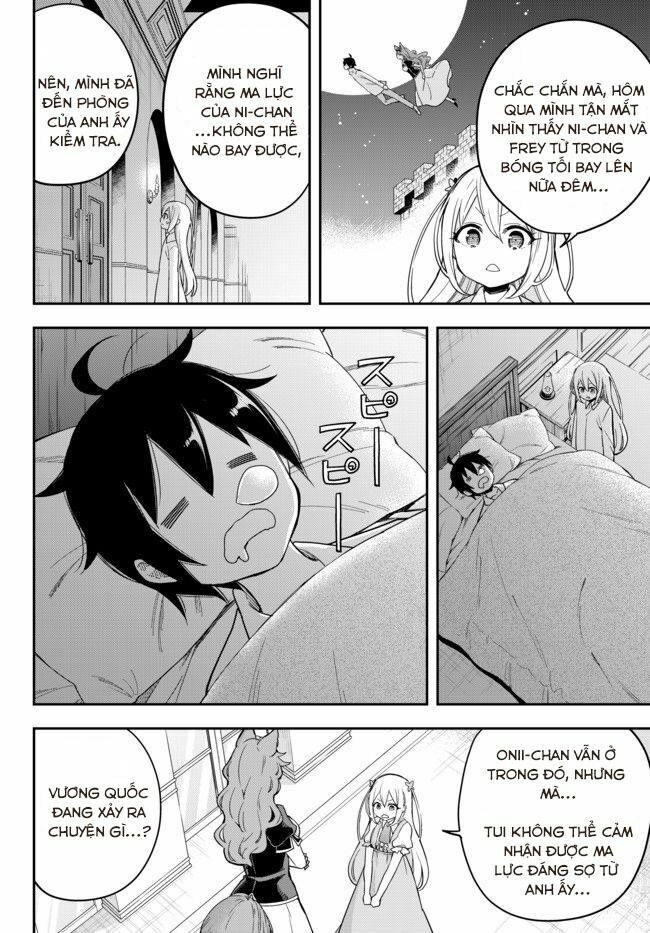 CHẮC CHẮN MÀ, HÔM
QUA MÌNH TẬN MẮT
NHÌN THẤY NI-CHAN VÀ
FREY TỪ TRONG
BÓNG TỐI BAY LÊN
NỮA ĐÊM...
MÌNH NGHĨ
RẰNG MA LỰC
CỦA NI-CHAN
...KHÔNG THỂ
NÀO BAY ĐƯỢC,
NÊN, MÌNH ĐÃ
ĐẾN PHÒNG
CỦA ANH ẤY
KIỂM TRA.
スピー
スピー
ONII-CHAN VẪN Ở
TRONG ĐÓ, NHƯNG
MÀ...
TUI KHÔNG THỂ CẢM
NHẬN ĐƯỢC MA
LỰC ĐÁNG SỢ TỪ
ANH ẤY...
VƯƠNG QUỐC
ĐANG XẢY RA
CHUYỆN GÌ...?